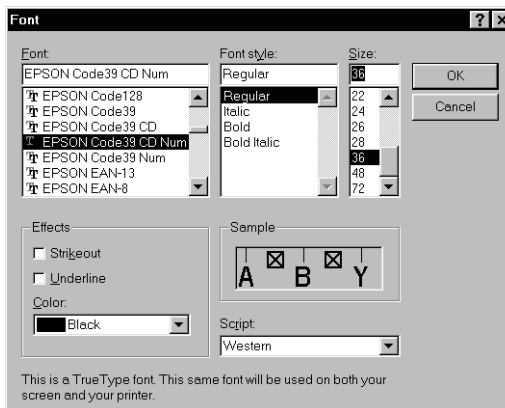 Font
Font:
EPSON Code39 CD Num
EPSON Code128
EPSON Code39
EPSON Code39 CD
EPSON Code39 CD Num
EPSON Code39 Num
EPSON EAN-13
EPSON EAN-8
Font style:
Regular
Regular
Italic
Bold
Bold Italic
Size:
36
22
24
26
28
36
48
72
OK
Cancel
Effects
Strikeout
Underline
Color:
Black
Sample
A B Y
Script:
Western
This is a TrueType font. This same font will be used on both your
screen and your printer.